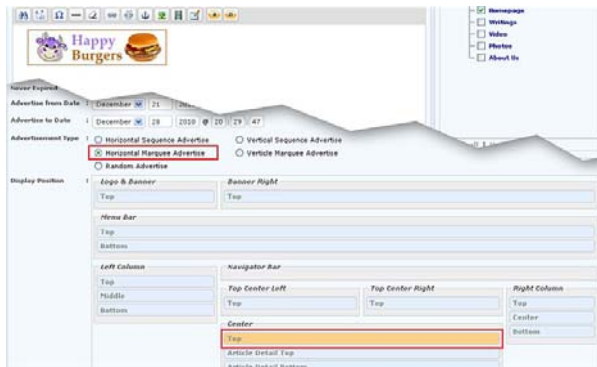 Homepage
Writings
Video
Photos
About Us
Happy
Burgers
Never Expired
Advertise from Date : December 21
Advertise to Date : December 28 2010 @ 20 : 29 : 47
Advertisement Type : Horizontal Sequence Advertise Vertical Sequence Advertise
Horizontal Marquee Advertise Verticle Marquee Advertise
Random Advertise
Display Position : Logo & Banner Banner Right
Top Top
Menu Bar
Top
Bottom
Left Column Navigator Bar
Top
Middle
Bottom
Top Center Left Top Center Right Right Column
Top Top Top
Center
Bottom
Center
Top
Article Detail Top
Article Detail Bottom